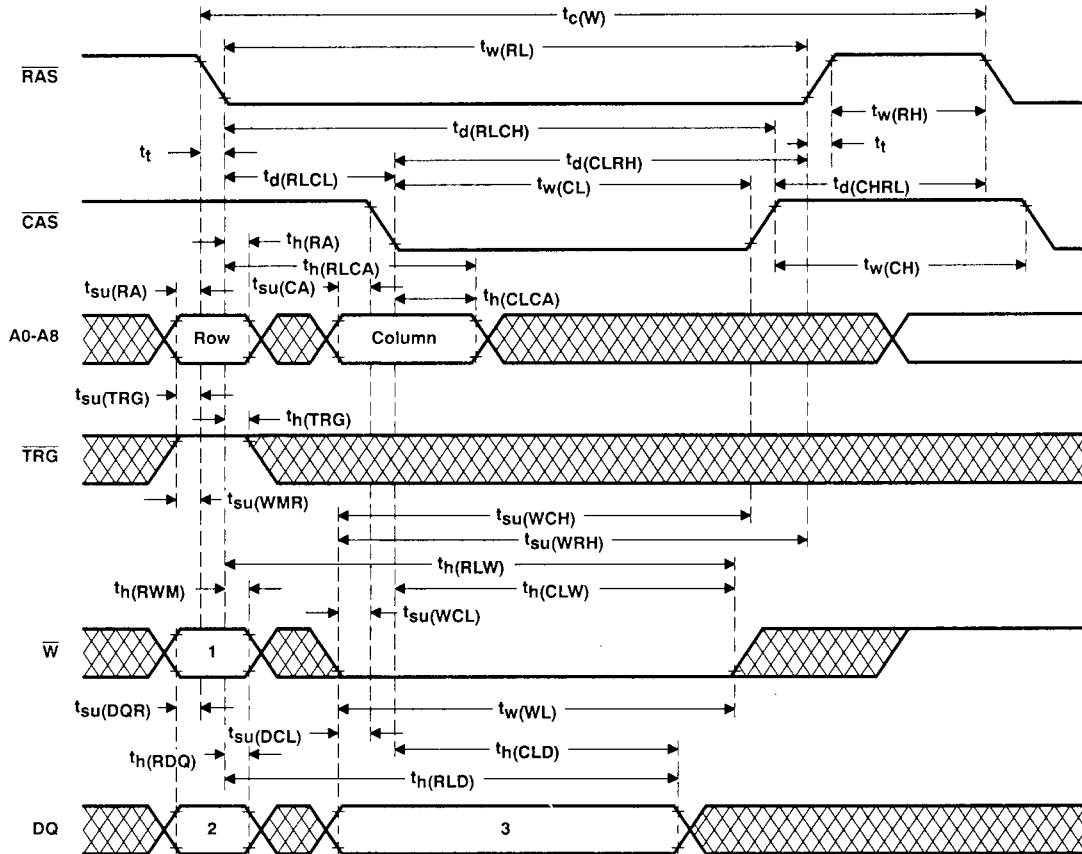 tc(W)
tw(RL)
RAS
tw(RH)
td(RLCH)
tt
tt
td(CLRH)
td(RLCL)
tw(CL)
td(CHRL)
CAS
th(RA)
th(RLCA)
tw(CH)
tsu(RA)
tsu(CA)
th(CLCA)
A0-A8
Row
Column
tsu(TRG)
th(TRG)
TRG
tsu(WMR)
tsu(WCH)
tsu(WRH)
th(RLW)
th(RWM)
th(CLW)
tsu(WCL)
W
1
tsu(DQR)
tw(WL)
tsu(DCL)
th(CLD)
th(RDQ)
th(RLD)
DQ
2
3